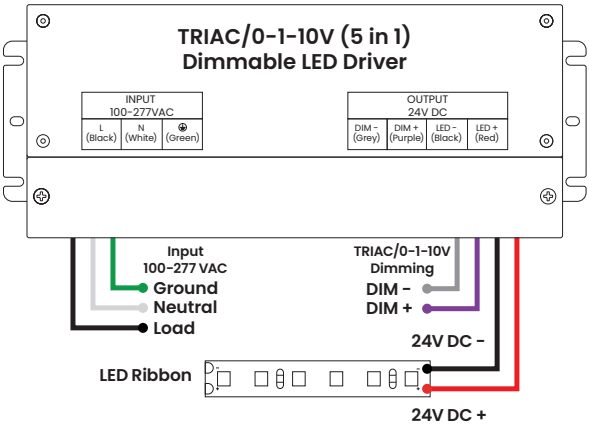 TRIAC/0-1-10V (5 in 1)
Dimmable LED Driver
INPUT
100-277VAC
L
(Black)
N
(White)
(Green)
OUTPUT
24V DC
DIM -
(Grey)
DIM +
(Purple)
LED -
(Black)
LED +
(Red)
Input
100-277 VAC
Ground
Neutral
Load
TRIAC/0-1-10V
Dimming
DIM -
DIM +
24V DC -
LED Ribbon
-
+
-
+
24V DC +